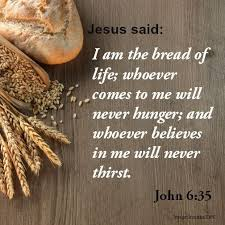 Jesus said:
I am the bread of
life; whoever
comes to me will
never hunger; and
whoever believes
in me will never
thirst.
John 6:35